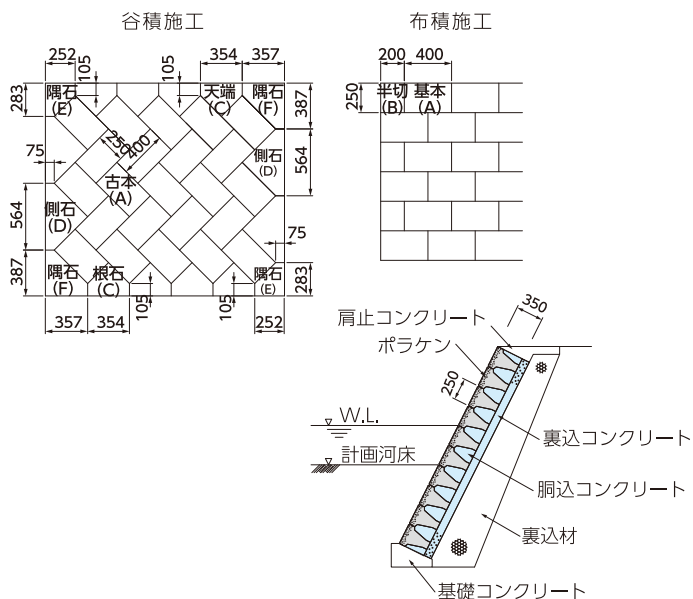 谷積施工
252
105
105
354
357
283
隅石
(E)
天端
(C)
隅石
(F)
387
250
400
75
古本
(A)
側石
(D)
564
564
側石
(D)
75
387
隅石
(F)
根石
(C)
105
105
隅石
(E)
283
357
354
252
布積施工
200
400
250
半切
(B)
基本
(A)
350
肩止コンクリート
ポラケン
250
W.L.
計画河床
裏込コンクリート
胴込コンクリート
裏込材
基礎コンクリート